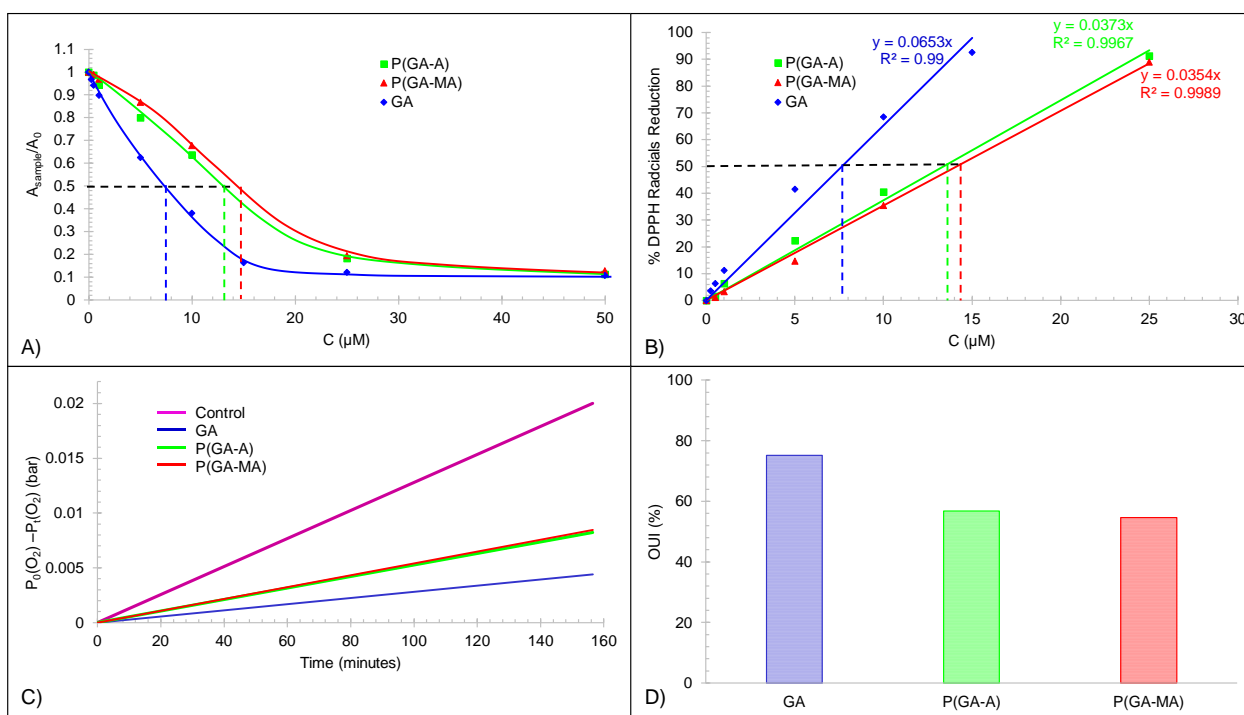 1.1
1
0.9
0.8
0.7
0.6
0.5
0.4
0.3
0.2
0.1
0
A_sample/A_0
P(GA-A)
P(GA-MA)
GA
0 10 20 30 40 50
C (µM)
A)
100
90
80
70
60
50
40
30
20
10
0
% DPPH Radcials Reduction
P(GA-A)
P(GA-MA)
GA
y = 0.0653x
R² = 0.99
y = 0.0373x
R² = 0.9967
y = 0.0354x
R² = 0.9989
0 5 10 15 20 25 30
C (µM)
B)
0.02
0.015
0.01
0.005
0
P₀(O₂) –Pₜ(O₂) (bar)
Control
GA
P(GA-A)
P(GA-MA)
0 20 40 60 80 100 120 140 160
Time (minutes)
C)
100
80
60
40
20
0
OUI (%)
GA P(GA-A) P(GA-MA)
D)